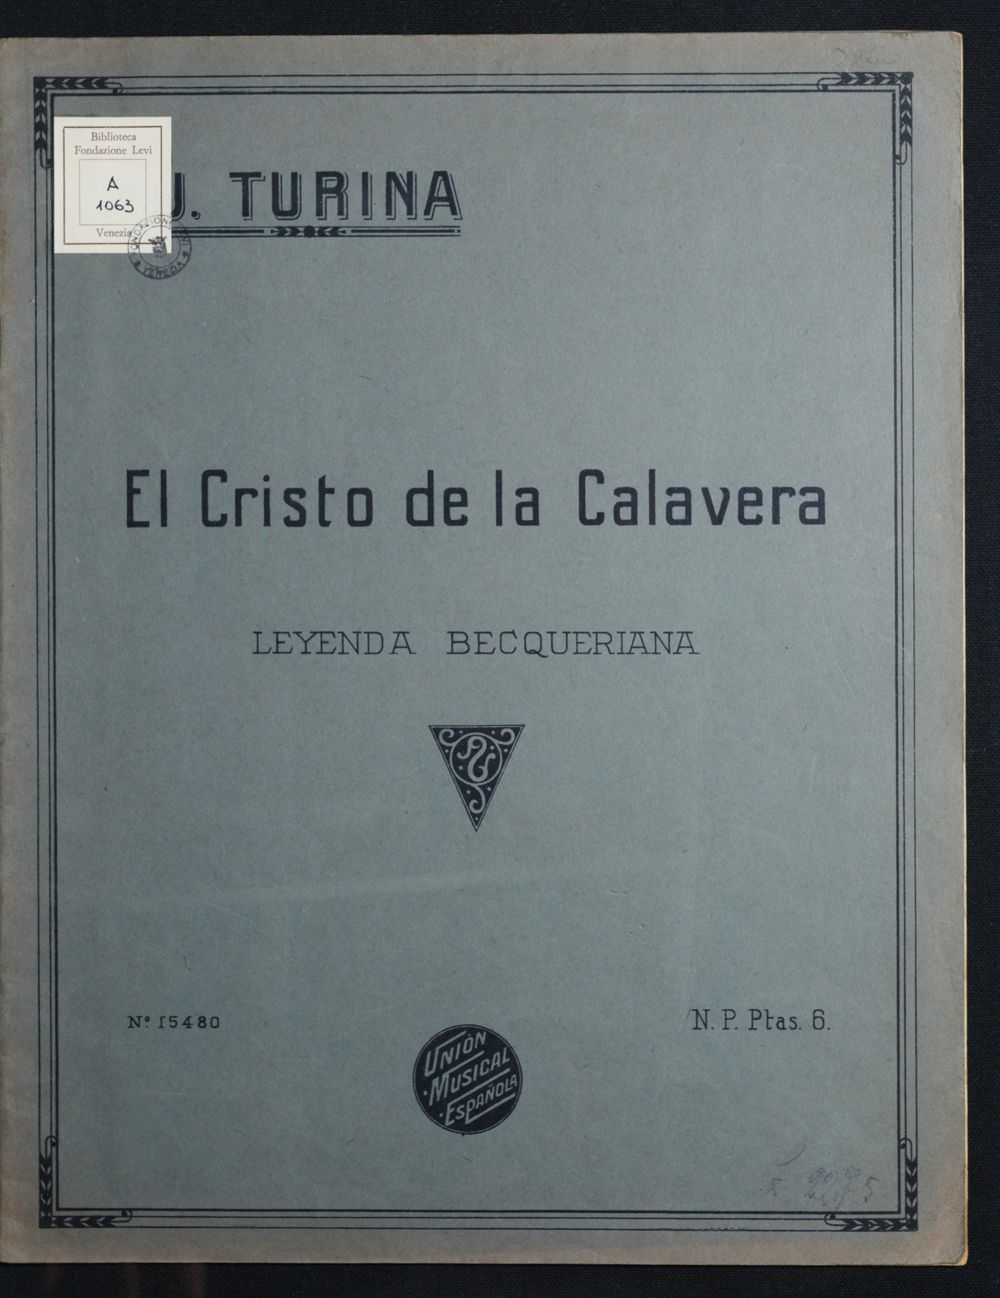 Biblioteca
Fondazione Levi
A
1063
Venezia
J. TURINA
VENEZIA
El Cristo de la Calavera
LEYENDA BECQUERIANA
Nº 15480
N. P. Ptas. 6.
UNIÓN
MUSICAL
ESPAÑOLA